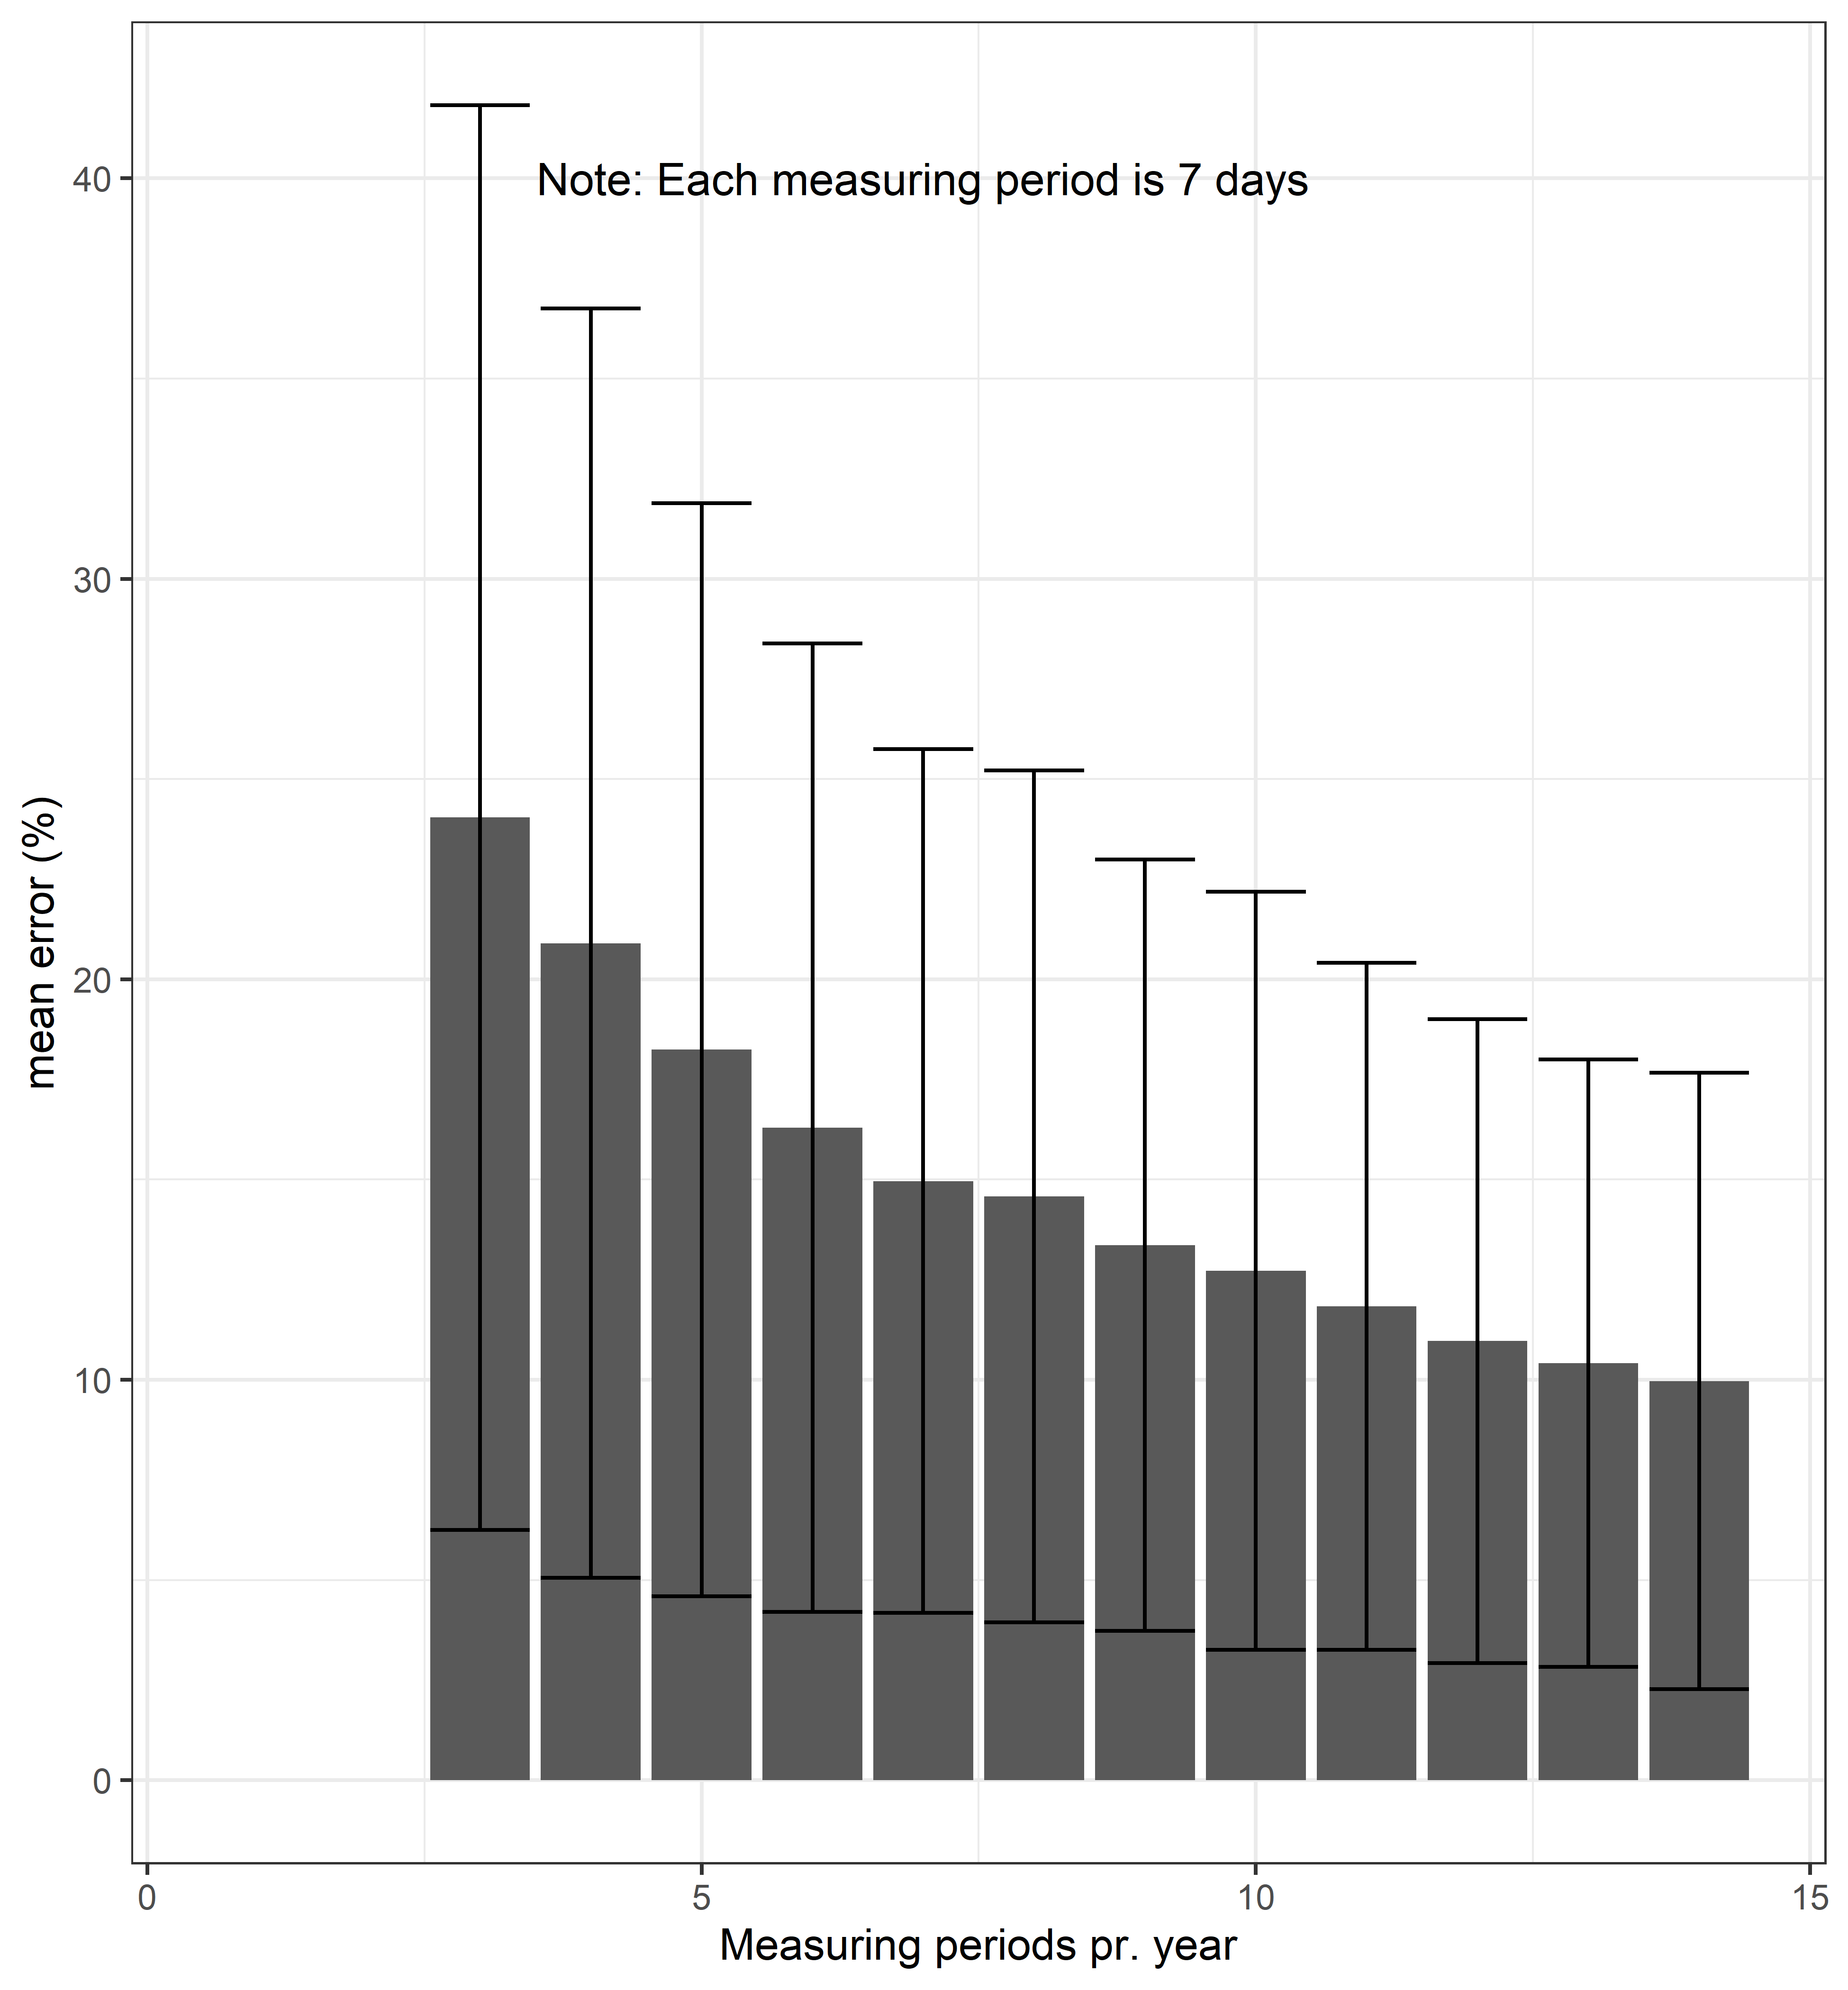 Note: Each measuring period is 7 days
40
30
20
10
0
mean error (%)
0 5 10 15
Measuring periods pr. year